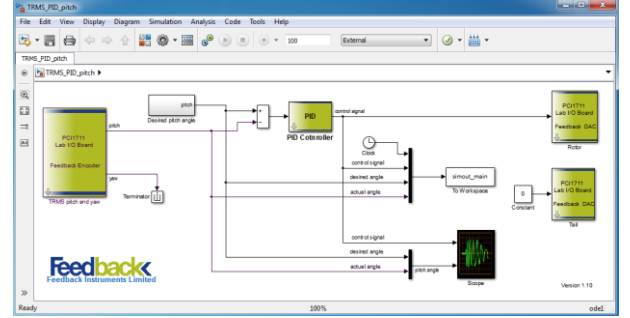 TRMS_PID_pitch
File Edit View Display Diagram Simulation Analysis Code Tools Help
100
External
TRMS_PID_pitch
TRMS_PID_pitch
PCI1711
Lab I/O Board
Feedback Encoder
pitch
yaw
TRMS pitch and yaw
Terminator
pitch
Desired pitch angle
+
-
PID
PID Cotnroller
control signal
Clock
control signal
desired angle
actual angle
simout_main
To Workspace
PCI1711
Lab I/O Board
Feedback DAC
Rotor
0
Constant
PCI1711
Lab I/O Board
Feedback DAC
Tail
control signal
desired angle
actual angle
pitch angle
Scope
Feedback
Feedback Instruments Limited
Version 1.10
Ready
100%
ode1